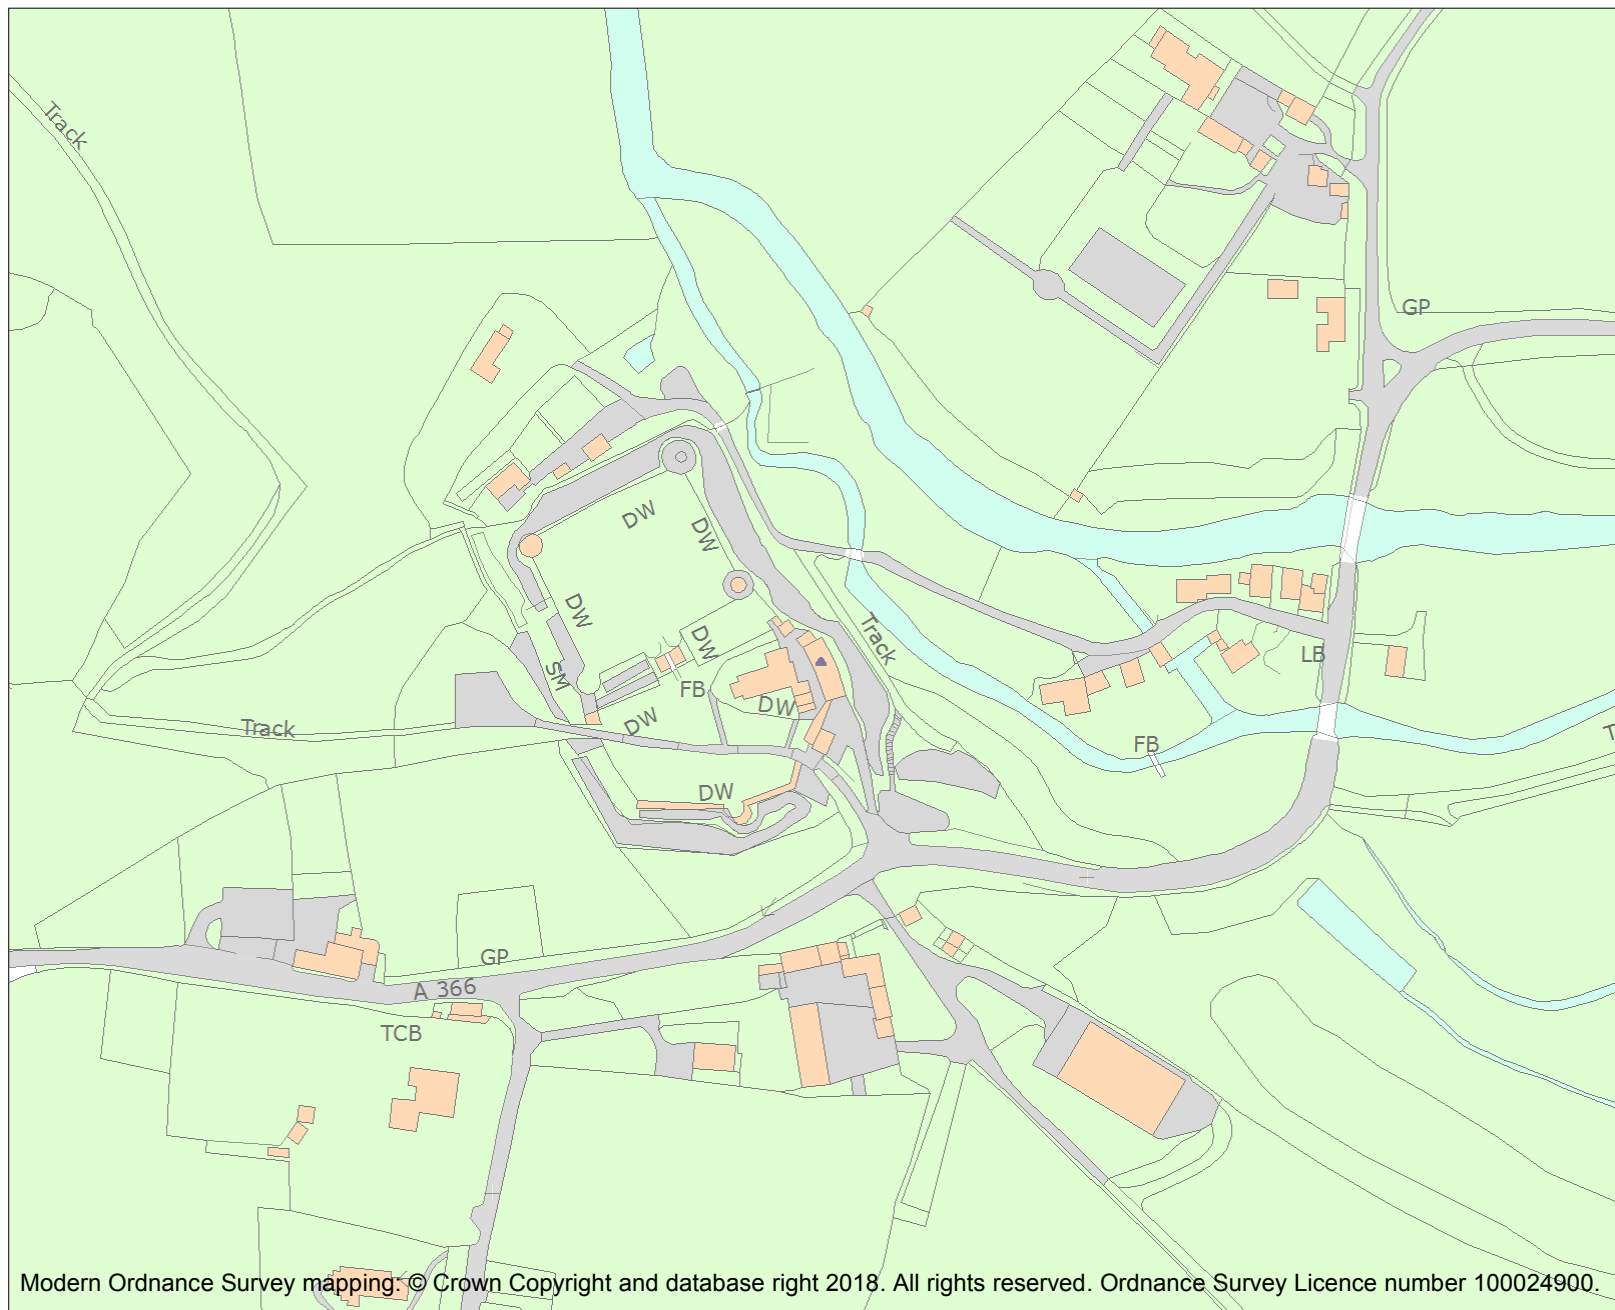 Track
GP
DW
DW
DW
Track
DW
LB
SM
FB
DW
DW
Track
FB
DW
GP
A 366
TCB
Modern Ordnance Survey mapping: © Crown Copyright and database right 2018. All rights reserved. Ordnance Survey Licence number 100024900.